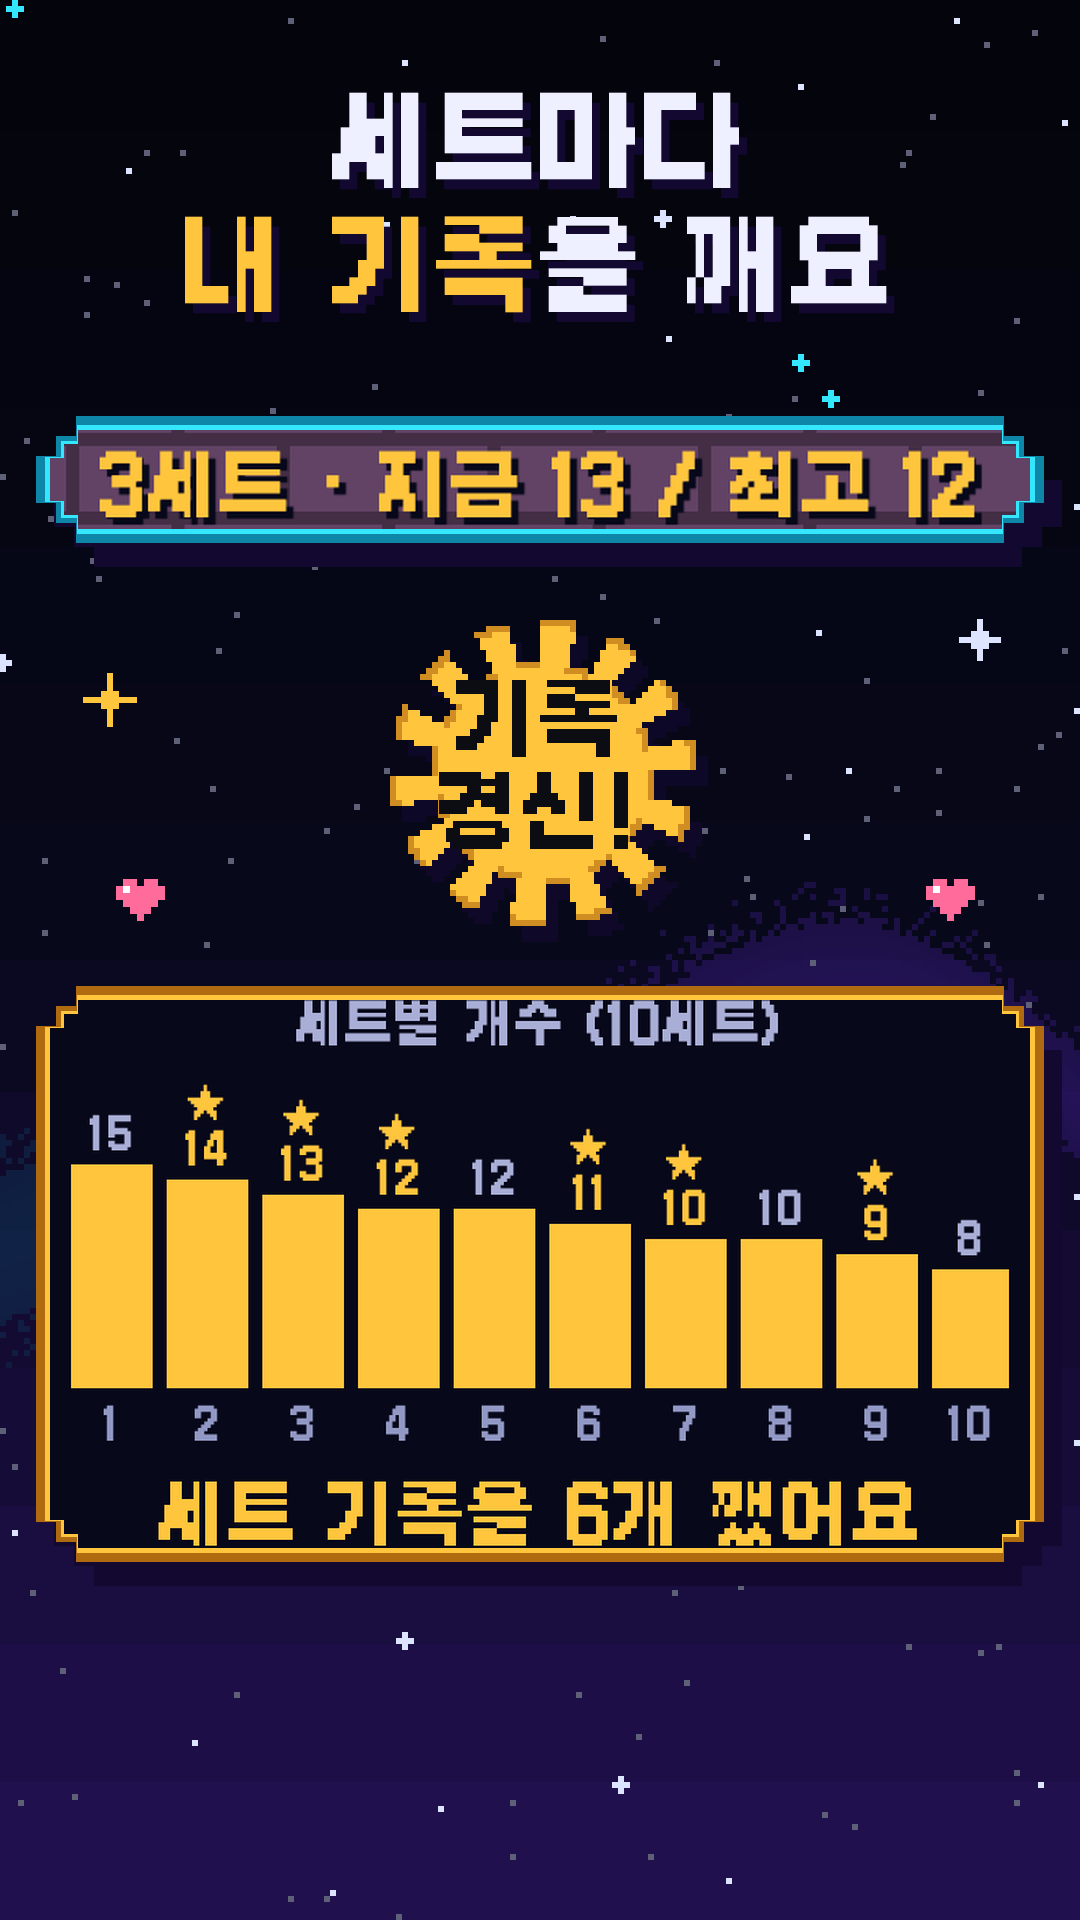 세트마다
내 기록을 깨요
3세트 · 지금 13 / 최고 12
기록
경신!
세트별 개수 (10세트)
15 14 13 12 12 11 10 10 9 8
1 2 3 4 5 6 7 8 9 10
세트 기록을 6개 깼어요